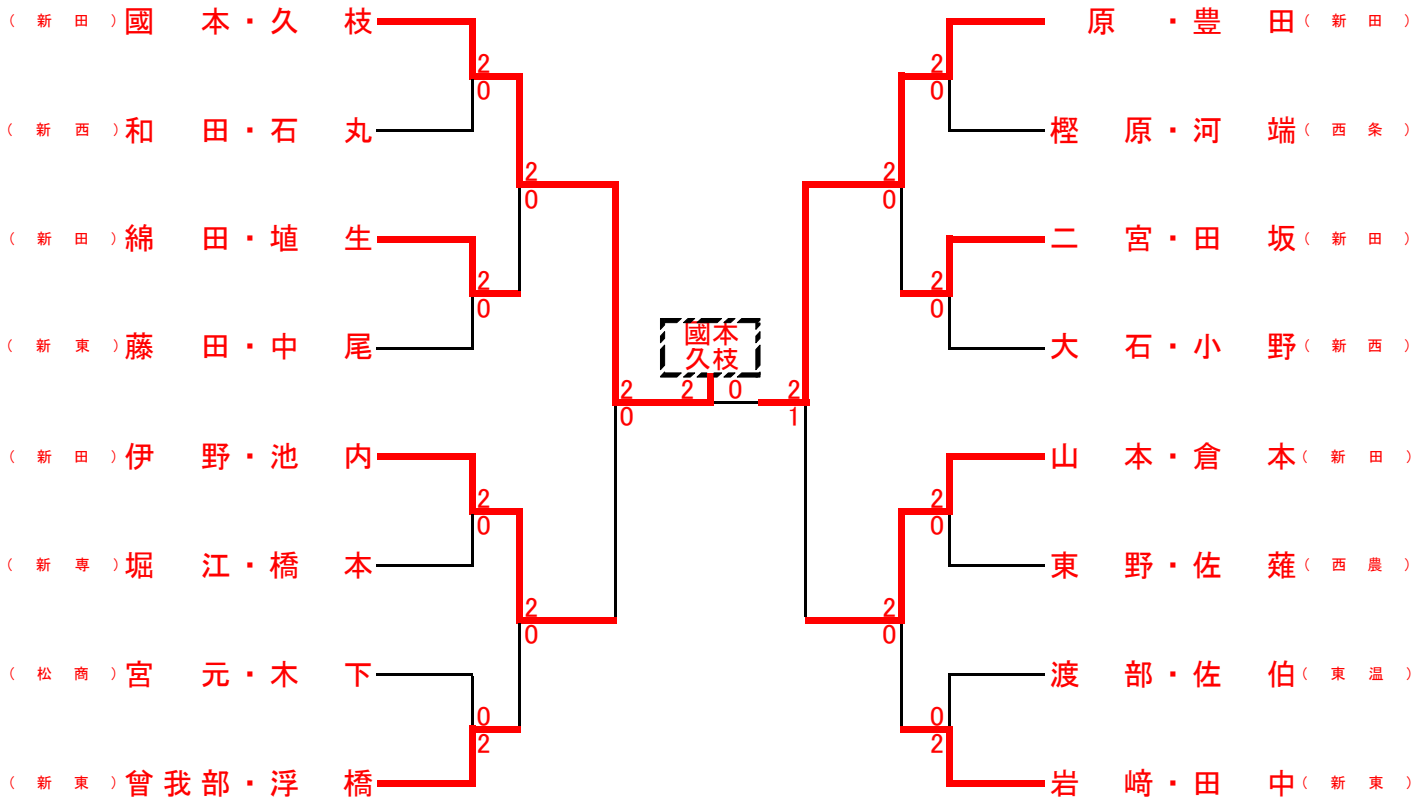 （新田）國本・久枝
（新西）和田・石丸
（新田）綿田・埴生
（新東）藤田・中尾
（新田）伊野・池内
（新専）堀江・橋本
（松商）宮元・木下
（新東）曾我部・浮橋
2
0
2
0
2
0
0
2
2
0
2
0
2
0
國本
久枝
2 0
2
1
2
0
2
0
2
0
2
0
2
0
0
2
原・豊田（新田）
樫原・河端（西条）
二宮・田坂（新田）
大石・小野（新西）
山本・倉本（新田）
東野・佐薙（西農）
渡部・佐伯（東温）
岩﨑・田中（新東）